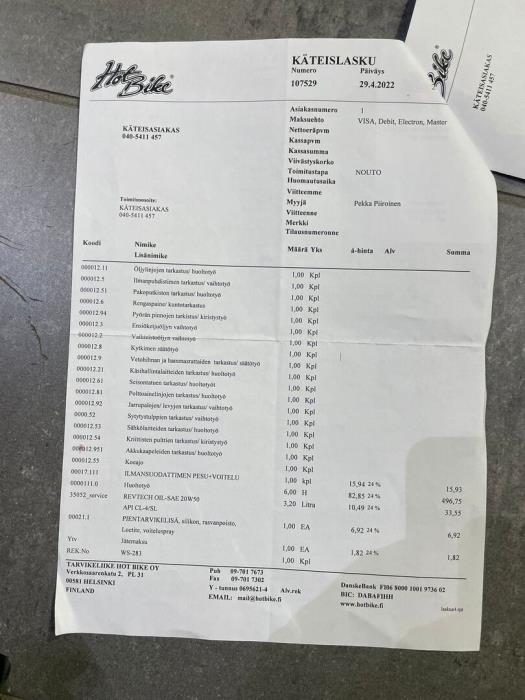 Hot Bike
KÄTEISLASKU
Numero Päiväys
107529 29.4.2022
Bike
KÄTEISASIAKAS
040-5411 457
Asiakasnumero 1
Maksuehto VISA, Debit, Electron, Master
Nettoeräpvm
Kassapvm
Kassasumma
Viivästyskorko
Toimitustapa NOUTO
Huomautusaika
Viitteemme
Myyjä Pekka Piiroinen
Viitteenne
Merkki
Tilausnumeronne
KÄTEISASIAKAS
040-5411 457
Toimitusosoite:
KÄTEISASIAKAS
040-5411 457
Koodi Nimike Määrä Yks à-hinta Alv Summa
Lisänimike
000012.11 Öljylinjojen tarkastus/ huoltotyö 1,00 Kpl
000012.5 Ilmanpuhdistimen tarkastus/ vaihtotyö 1,00 Kpl
000012.51 Pakoputkiston tarkastus/ huoltotyö 1,00 Kpl
000012.6 Rengaspaine/ kuntotarkastus 1,00 Kpl
000012.94 Pyörän pinnojen tarkistus/ kiristystyö 1,00 Kpl
000012.3 Ensiöketjuöljyn vaihtotyö 1,00 Kpl
000012.2 Vaihteistoöljyn vaihtotyö 1,00 Kpl
000012.8 Kytkimen säätötyö 1,00 Kpl
000012.9 Vetohihnan ja hammasrattaiden tarkastus/ säätötyö 1,00 Kpl
000012.21 Käsihallintalaitteiden tarkastus/ huoltotyö 1,00 Kpl
000012.61 Seisontatuen tarkastus/ huoltotyöt 1,00 Kpl
000012.81 Polttoainelinjojen tarkastus/ huoltotyö 1,00 Kpl
000012.92 Jarrupalojen/ levyjen tarkastus/ vaihtotyö 1,00 Kpl
0000.52 Sytytystulppien tarkastus/ vaihtotyö 1,00 Kpl
000012.53 Sähkölaitteiden tarkastus/ huoltotyö 1,00 Kpl
000012.54 Kriittisten pulttien tarkastus/ kiristystyö 1,00 Kpl
000012.951 Akkukaapeleiden tarkastus/ huoltotyö 1,00 Kpl
000012.55 Koeajo 1,00 Kpl
00017.111 ILMANSUODATTIMEN PESU+VOITELU 1,00 kpl 15,94 24% 15,93
0000111.0 Huoltotyö 6,00 H 82,85 24% 496,75
35052_service REVTECH OIL-SAE 20W50 3,20 Litra 10,49 24% 33,55
API CL-4/SL
00021.1 PIENTARVIKELISÄ, silikon, rasvanpoisto, 1,00 EA 6,92 24% 6,92
Loctite, voiteluspray
Ytv Jätemaksu 1,00 EA 1,82 24% 1,82
REK:No WS-283 1,00 Kpl
TARVIKELIIKE HOT BIKE OY
Verkkosaarenkatu 2, PL 31
00581 HELSINKI
FINLAND
Puh 09-701 7673
Fax 09-701 7302
Y - tunnus 0695621-4 Alv.rek
EMAIL: mail@hotbike.fi
DanskeBank FI06 8000 1001 9736 02
BIC: DABAFIHH
www.hotbike.fi